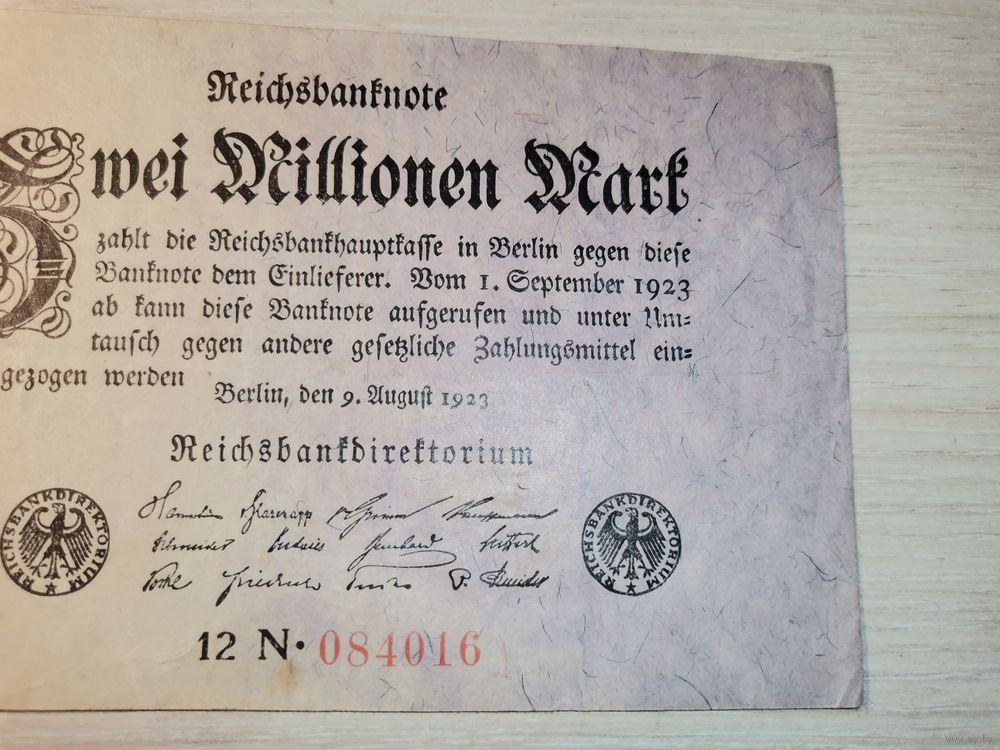 Reichsbanknote
Zwei Millionen Mark
zahlt die Reichsbankhauptkasse in Berlin gegen diese
Banknote dem Einlieferer. Vom 1. September 1923
ab kann diese Banknote aufgerufen und unter Um=
tausch gegen andere gesetzliche Zahlungsmittel ein=
gezogen werden
Berlin, den 9. August 1923
Reichsbankdirektorium
REICHSBANKDIREKTORIUM
REICHSBANKDIREKTORIUM
12 N· 084016